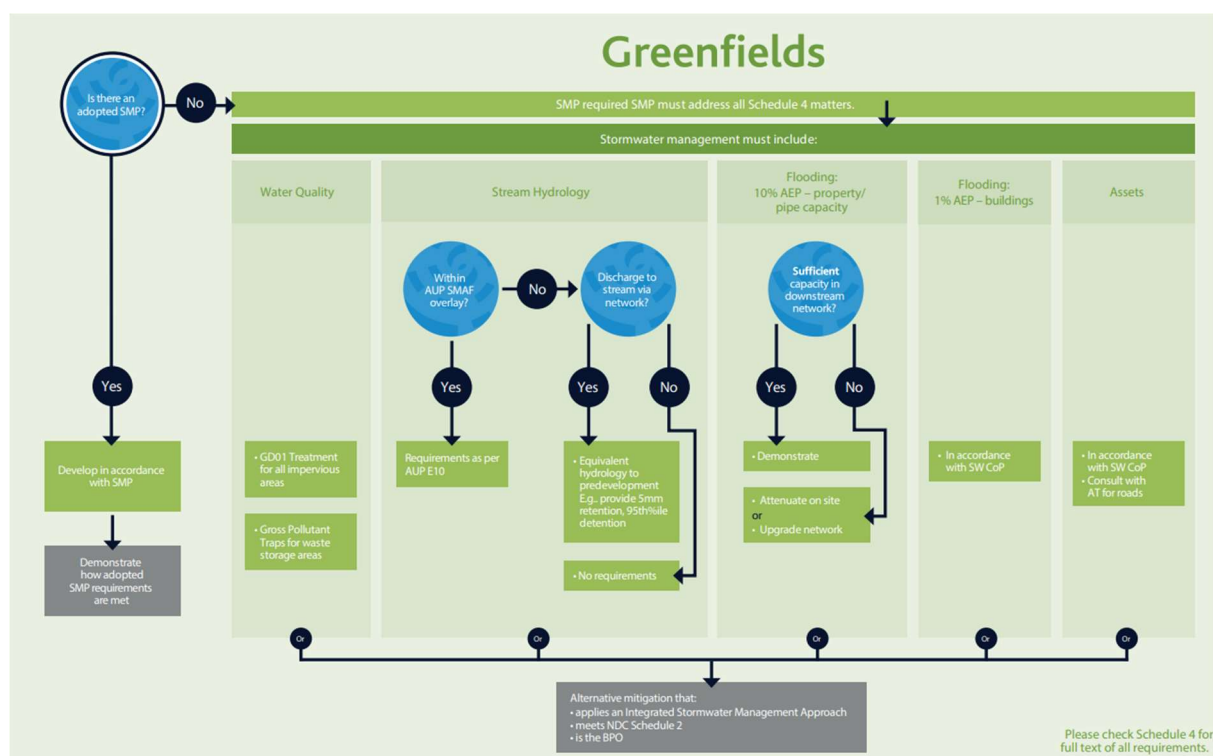 Greenfields
Is there an
adopted SMP?
No
SMP required SMP must address all Schedule 4 matters.
Stormwater management must include:
Water Quality
Stream Hydrology
Flooding:
10% AEP – property/
pipe capacity
Flooding:
1% AEP – buildings
Assets
Within
AUP SMAF
overlay?
No
Discharge to
stream via
network?
Sufficient
capacity in
downstream
network?
Yes
Yes
Yes
No
Yes
No
Develop in accordance
with SMP
• GD01 Treatment
for all impervious
areas
Requirements as per
AUP E10
• Equivalent
hydrology to
predevelopment
E.g.. provide 5mm
retention, 95th%ile
detention
• Demonstrate
• In accordance
with SW CoP
• In accordance
with SW CoP
• Consult with
AT for roads
• Attenuate on site
or
• Upgrade network
• Gross Pollutant
Traps for waste
storage areas
Demonstrate
how adopted
SMP requirements
are met
• No requirements
Or
Or
Or
Or
Or
Alternative mitigation that:
• applies an Integrated Stormwater Management Approach
• meets NDC Schedule 2
• is the BPO
Please check Schedule 4 for
full text of all requirements.